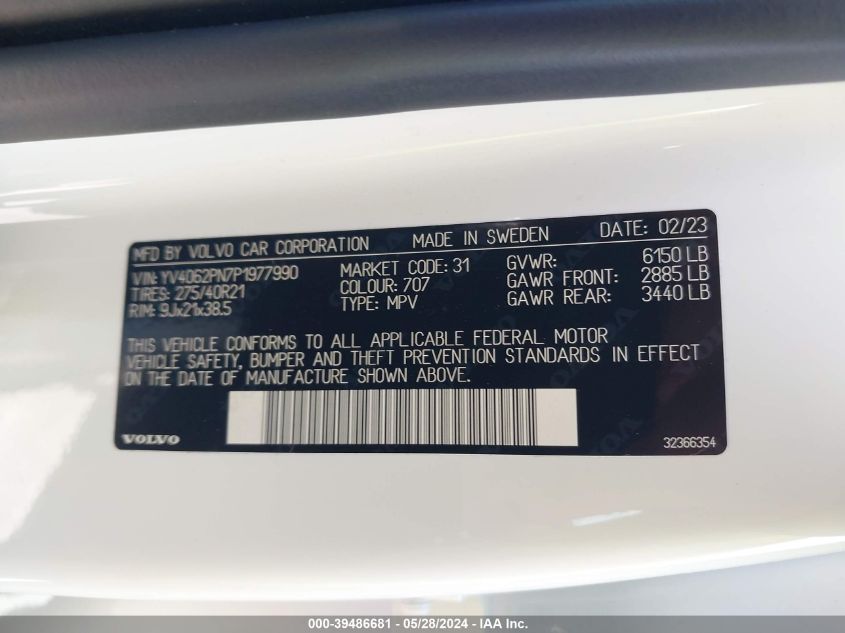 MFD BY VOLVO CAR CORPORATION MADE IN SWEDEN DATE: 02/23
VIN: YV4062PN7P1977990 MARKET CODE: 31 GVWR: 6150 LB
TIRES: 275/40R21 COLOUR: 707 GAWR FRONT: 2885 LB
RIM: 9Jx21x38.5 TYPE: MPV GAWR REAR: 3440 LB
THIS VEHICLE CONFORMS TO ALL APPLICABLE FEDERAL MOTOR
VEHICLE SAFETY, BUMPER AND THEFT PREVENTION STANDARDS IN EFFECT
ON THE DATE OF MANUFACTURE SHOWN ABOVE.
VOLVO 32366354
000-39486681 / 05/28/2024 - IAA Inc.